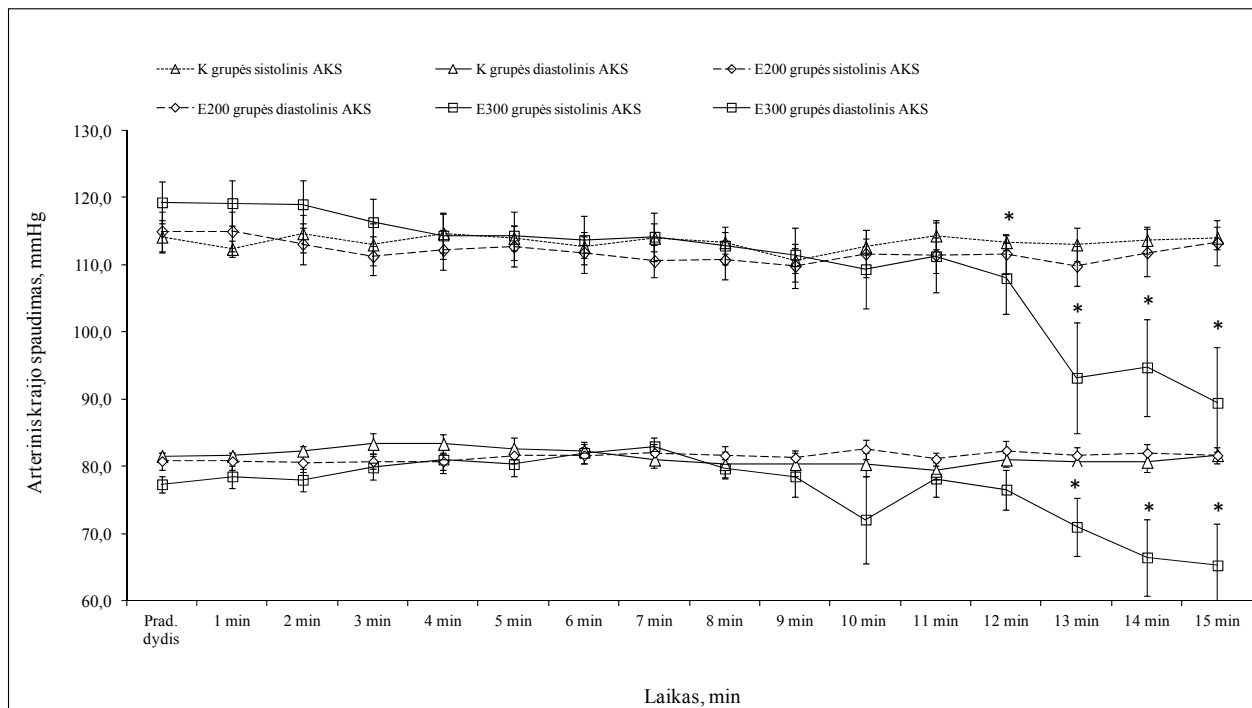 K grupės sistolinis AKS K grupės diastolinis AKS E200 grupės sistolinis AKS
E200 grupės diastolinis AKS E300 grupės sistolinis AKS E300 grupės diastolinis AKS
Arterinis kraijo spaudimas, mmHg
130,0
120,0
110,0
100,0
90,0
80,0
70,0
60,0
*
*
*
*
*
*
*
Prad. 1 min 2 min 3 min 4 min 5 min 6 min 7 min 8 min 9 min 10 min 11 min 12 min 13 min 14 min 15 min
dydis
Laikas, min